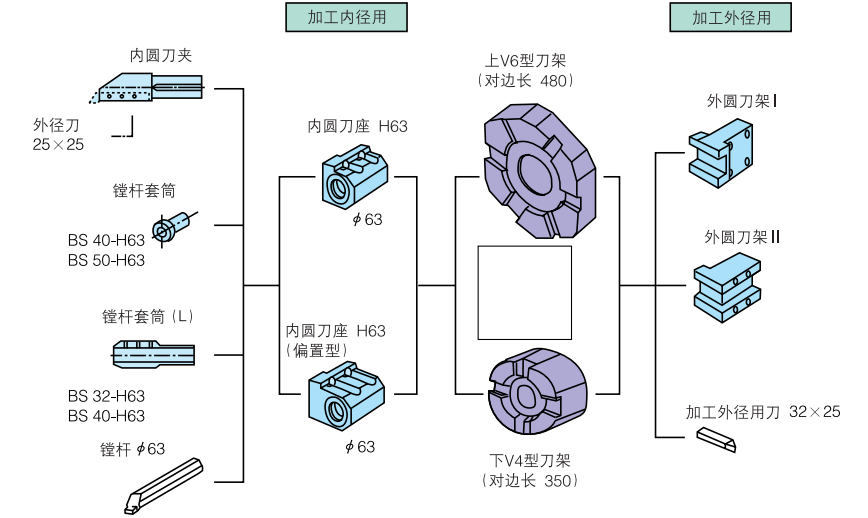 加工内径用
加工外径用
内圆刀夹
外径刀
25×25
镗杆套筒
BS 40-H63
BS 50-H63
镗杆套筒（L）
BS 32-H63
BS 40-H63
镗杆 ϕ63
内圆刀座 H63
ϕ63
内圆刀座 H63
（偏置型）
ϕ63
上V6型刀架
（对边长 480）
下V4型刀架
（对边长 350）
外圆刀架Ⅰ
外圆刀架Ⅱ
加工外径用刀 32×25